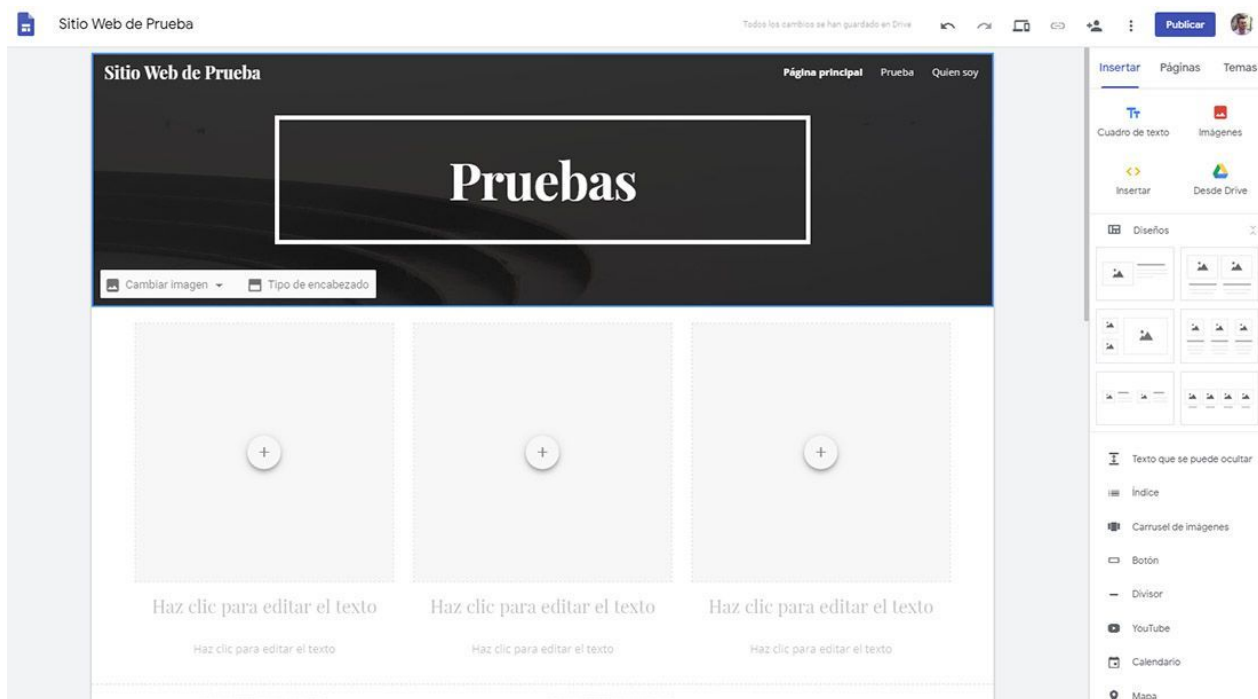 Sitio Web de Prueba
Todos los cambios se han guardado en Drive
Publicar
Sitio Web de Prueba
Página principal Prueba Quien soy
Pruebas
Cambiar imagen
Tipo de encabezado
Haz clic para editar el texto
Haz clic para editar el texto
Haz clic para editar el texto
Haz clic para editar el texto
Haz clic para editar el texto
Haz clic para editar el texto
Insertar Páginas Temas
Cuadro de texto
Imágenes
Insertar
Desde Drive
Diseños
Texto que se puede ocultar
Índice
Carrusel de imágenes
Botón
Divisor
YouTube
Calendario
Mapa